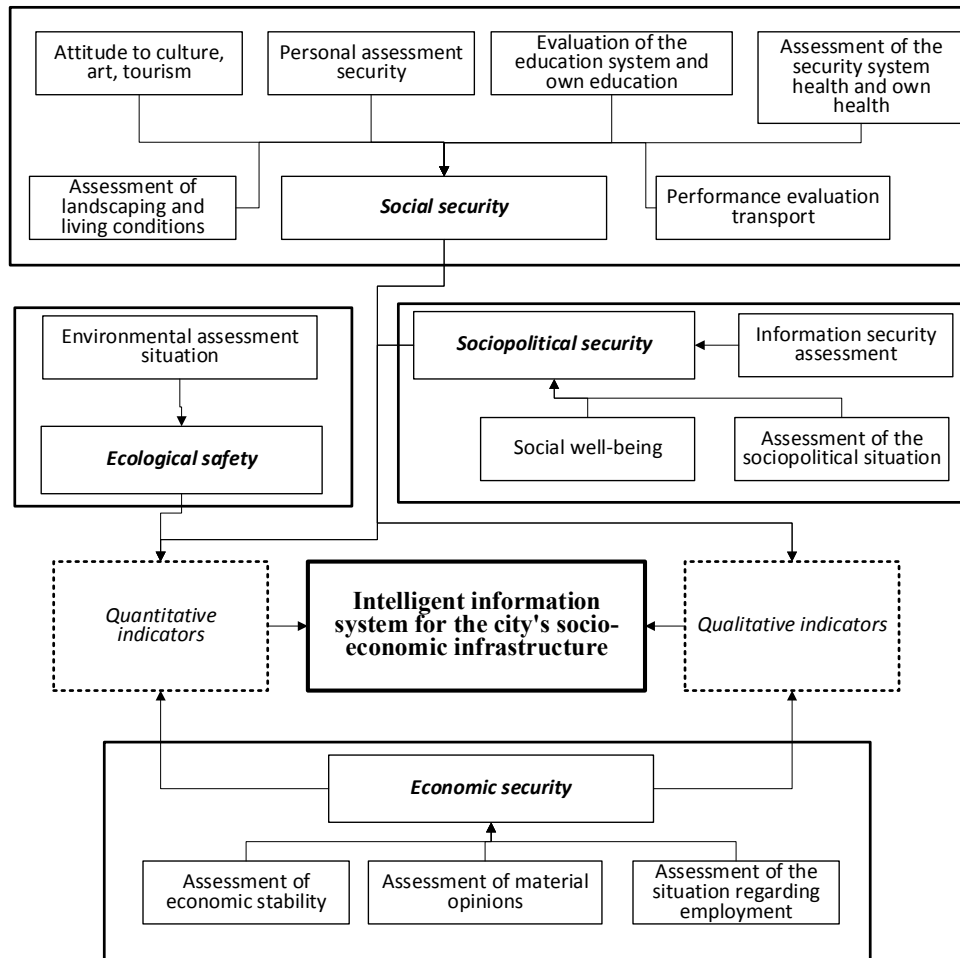 Attitude to culture,
art, tourism
Personal assessment
security
Evaluation of the
education system and
own education
Assessment of the
security system
health and own
health
Assessment of
landscaping and
living conditions
Social security
Performance evaluation
transport
Environmental assessment
situation
Ecological safety
Sociopolitical security
Information security
assessment
Social well-being
Assessment of the
sociopolitical situation
Quantitative
indicators
Intelligent information
system for the city's socio-
economic infrastructure
Qualitative indicators
Economic security
Assessment of
economic stability
Assessment of material
opinions
Assessment of the
situation regarding
employment